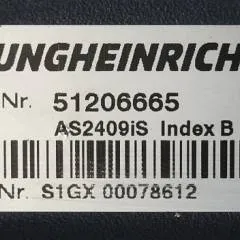 UNGHEINRICH
Nr. 51206665
AS2409iS Index B
Nr. S1GX 00078612